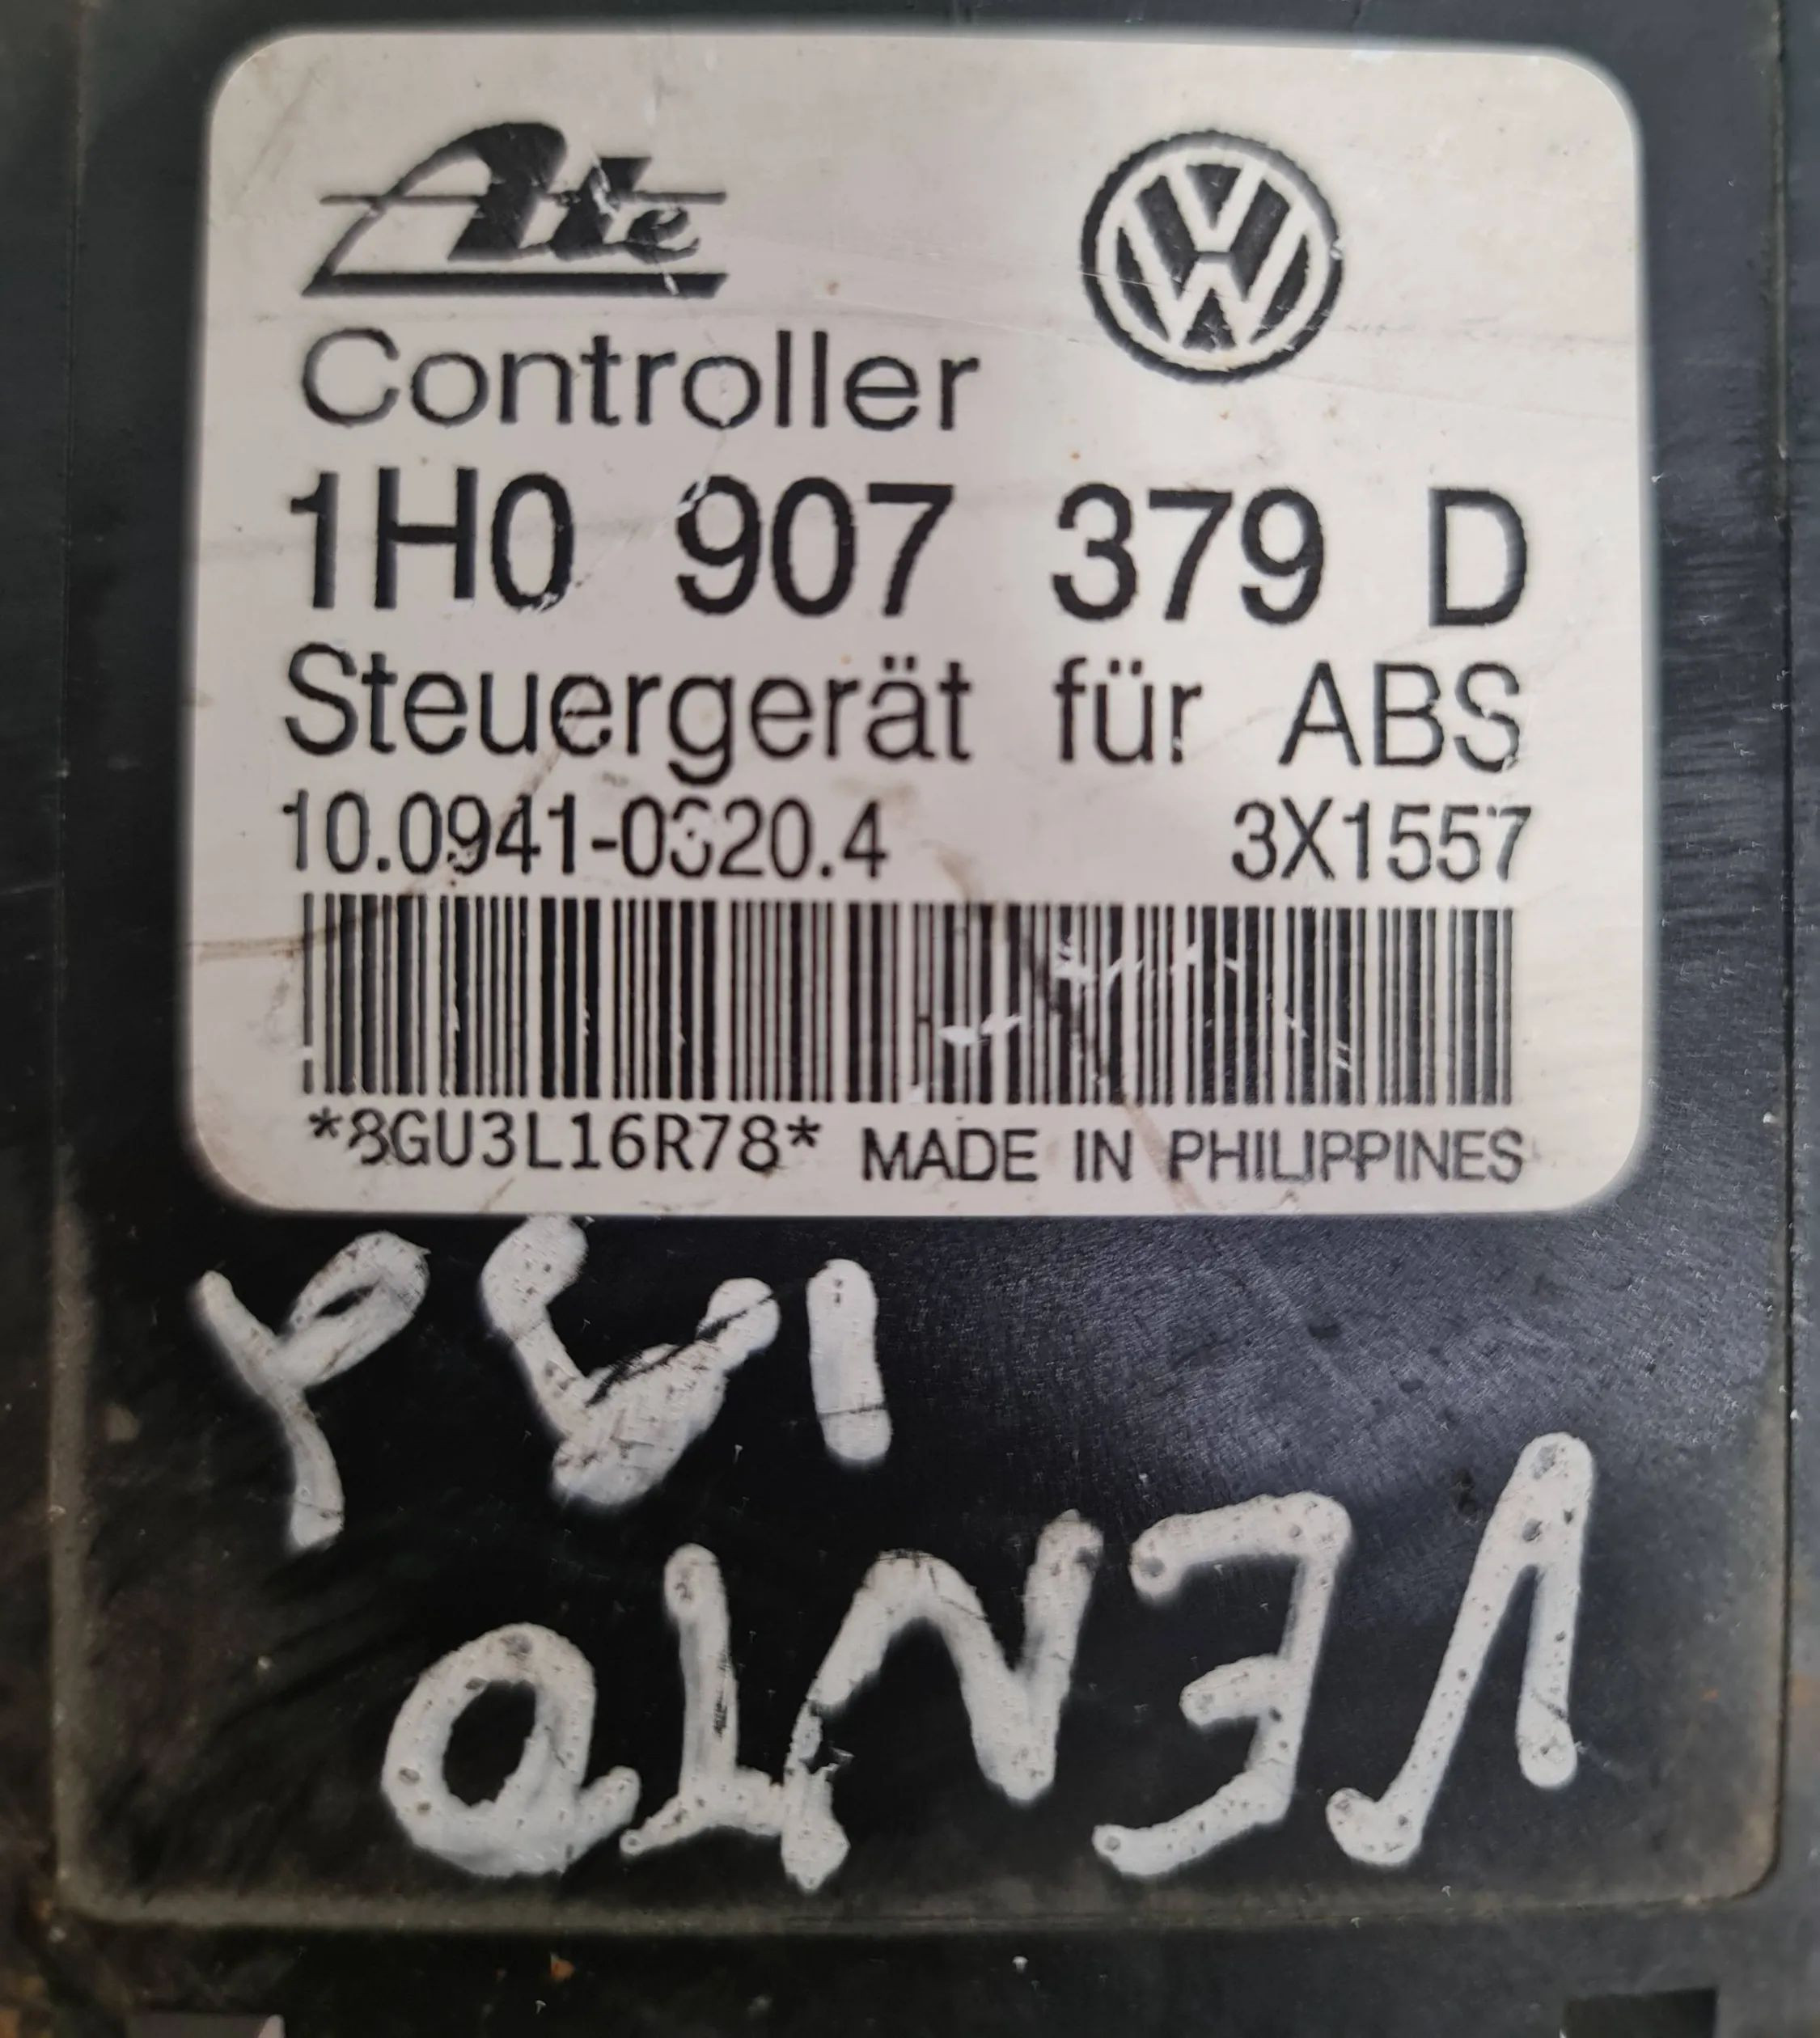 Ate
Controller
1H0 907 379 D
Steuergerät für ABS
10.0941-0320.4 3X1557
*8GU3L16R78* MADE IN PHILIPPINES
VENTO